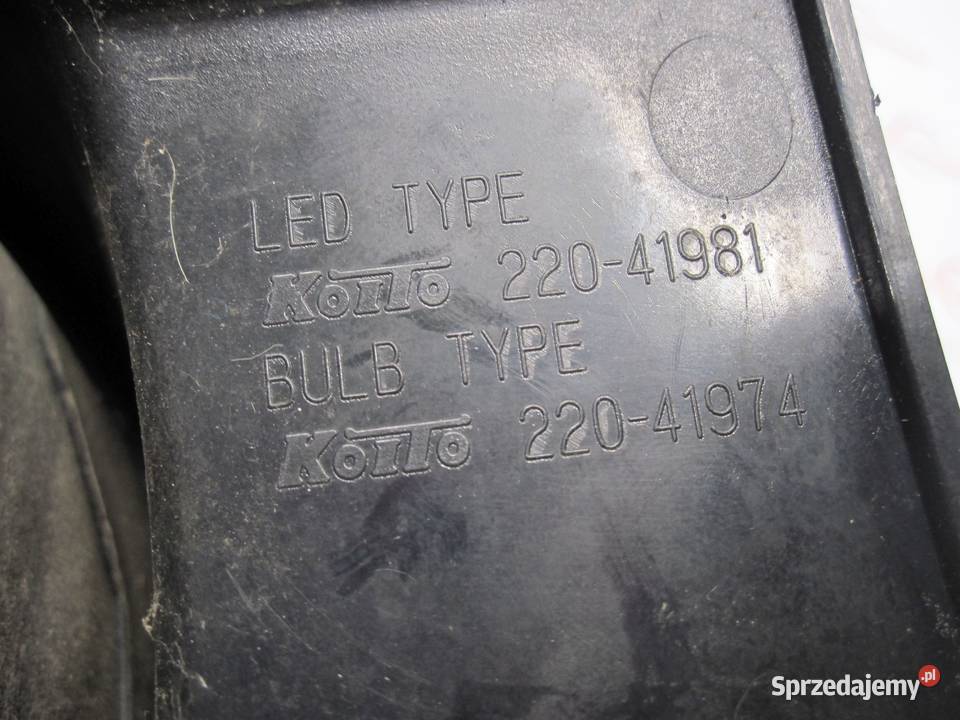 LED TYPE
KOITO 220-41981
BULB TYPE
KOITO 220-41974
Sprzedajemy.pl